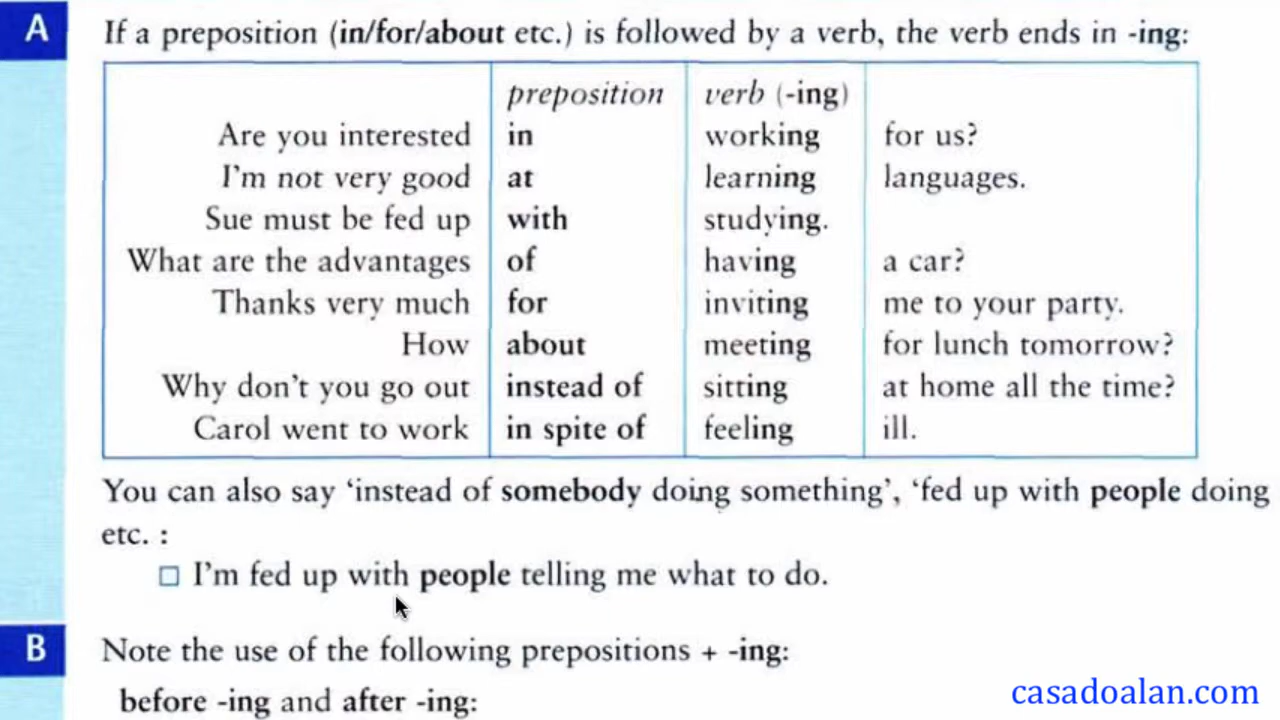 A If a preposition (in/for/about etc.) is followed by a verb, the verb ends in -ing:
preposition verb (-ing)
Are you interested in working for us?
I'm not very good at learning languages.
Sue must be fed up with studying.
What are the advantages of having a car?
Thanks very much for inviting me to your party.
How about meeting for lunch tomorrow?
Why don't you go out instead of sitting at home all the time?
Carol went to work in spite of feeling ill.
You can also say 'instead of somebody doing something', 'fed up with people doing
etc. :
I'm fed up with people telling me what to do.
B Note the use of the following prepositions + -ing:
before -ing and after -ing:
casadoalan.com